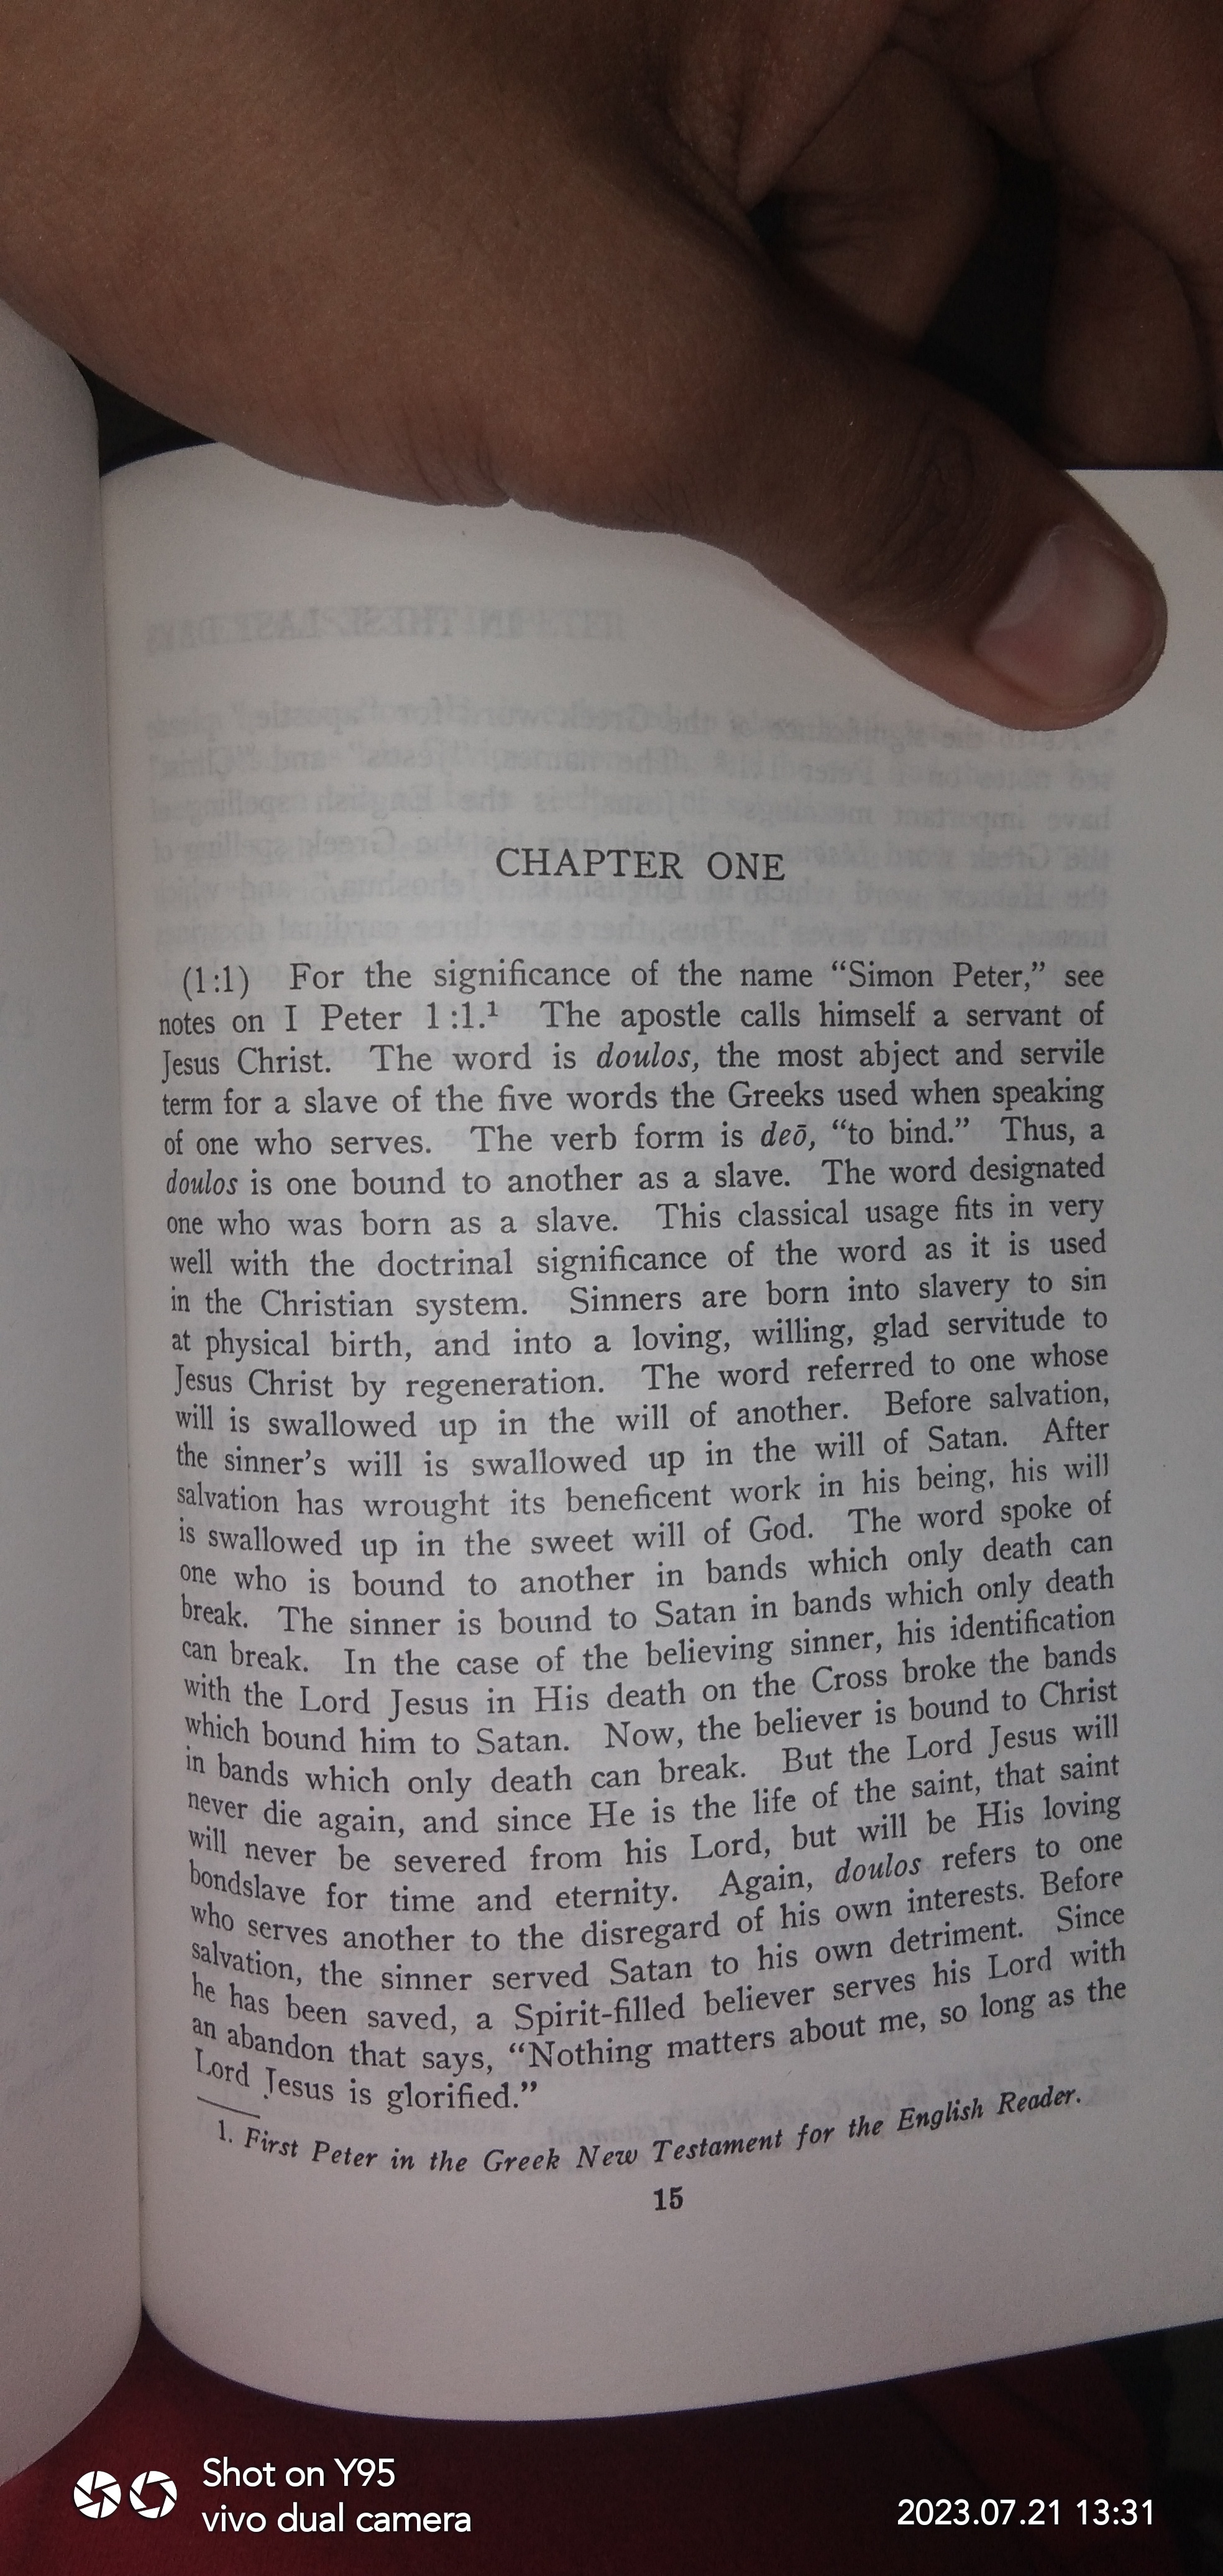 CHAPTER ONE
(1:1) For the significance of the name “Simon Peter,” see
notes on I Peter 1:1.¹ The apostle calls himself a servant of
Jesus Christ. The word is doulos, the most abject and servile
term for a slave of the five words the Greeks used when speaking
of one who serves. The verb form is deō, “to bind.” Thus, a
doulos is one bound to another as a slave. The word designated
one who was born as a slave. This classical usage fits in very
well with the doctrinal significance of the word as it is used
in the Christian system. Sinners are born into slavery to sin
at physical birth, and into a loving, willing, glad servitude to
Jesus Christ by regeneration. The word referred to one whose
will is swallowed up in the will of another. Before salvation,
the sinner’s will is swallowed up in the will of Satan. After
salvation has wrought its beneficent work in his being, his will
is swallowed up in the sweet will of God. The word spoke of
one who is bound to another in bands which only death can
break. The sinner is bound to Satan in bands which only death
can break. In the case of the believing sinner, his identification
with the Lord Jesus in His death on the Cross broke the bands
which bound him to Satan. Now, the believer is bound to Christ
in bands which only death can break. But the Lord Jesus will
never die again, and since He is the life of the saint, that saint
will never be severed from his Lord, but will be His loving
bondslave for time and eternity. Again, doulos refers to one
who serves another to the disregard of his own interests. Before
salvation, the sinner served Satan to his own detriment. Since
he has been saved, a Spirit-filled believer serves his Lord with
an abandon that says, “Nothing matters about me, so long as the
Lord Jesus is glorified.”
1. First Peter in the Greek New Testament for the English Reader.
15
Shot on Y95
vivo dual camera
2023.07.21 13:31